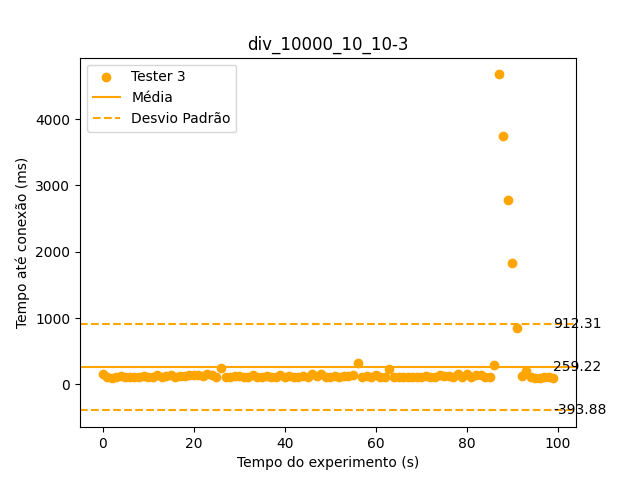 div_10000_10_10-3
Tester 3
Média
Desvio Padrão
Tempo até conexão (ms)
4000
3000
2000
1000
0
912.31
259.22
-393.88
0 20 40 60 80 100
Tempo do experimento (s)